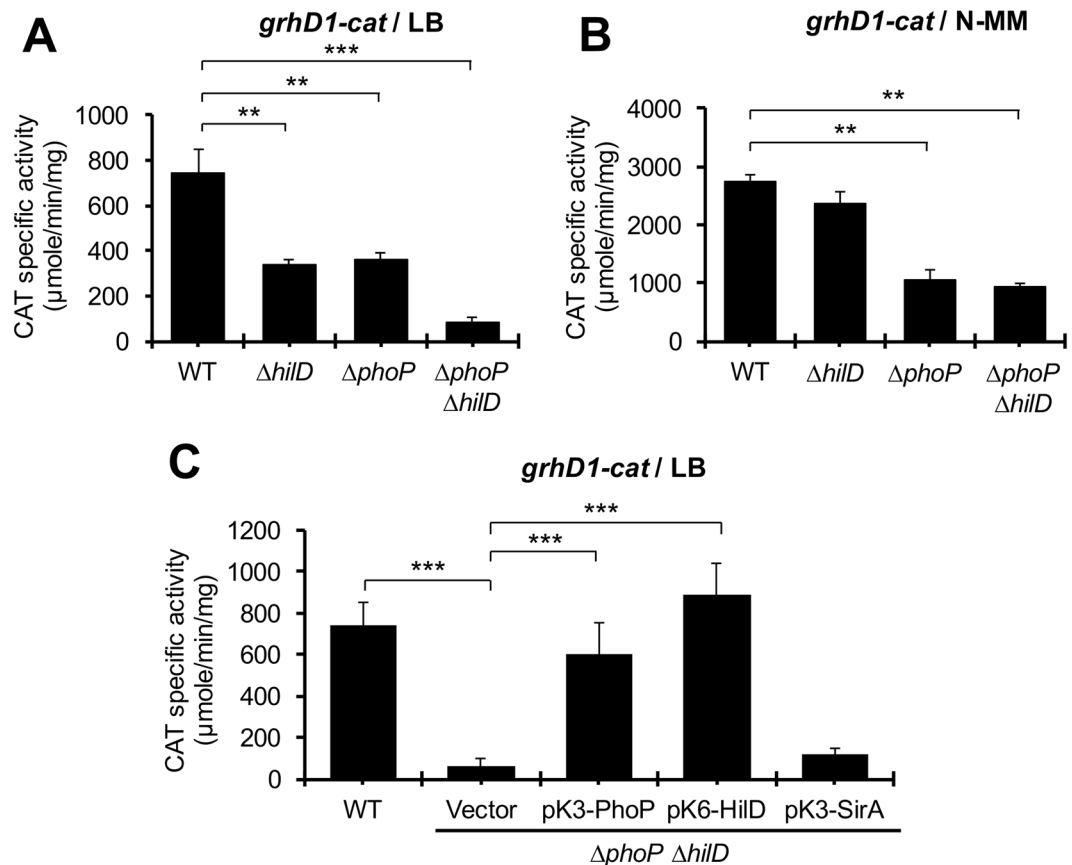 A
grhD1-cat / LB
***
**
**
1000
800
600
400
200
0
CAT specific activity
(µmole/min/mg)
WT
ΔhilD
ΔphoP
ΔphoP
ΔhilD
B
grhD1-cat / N-MM
**
**
4000
3000
2000
1000
0
CAT specific activity
(µmole/min/mg)
WT
ΔhilD
ΔphoP
ΔphoP
ΔhilD
C
grhD1-cat / LB
***
***
***
1200
1000
800
600
400
200
0
CAT specific activity
(µmole/min/mg)
WT
Vector
pK3-PhoP
pK6-HilD
pK3-SirA
ΔphoP ΔhilD